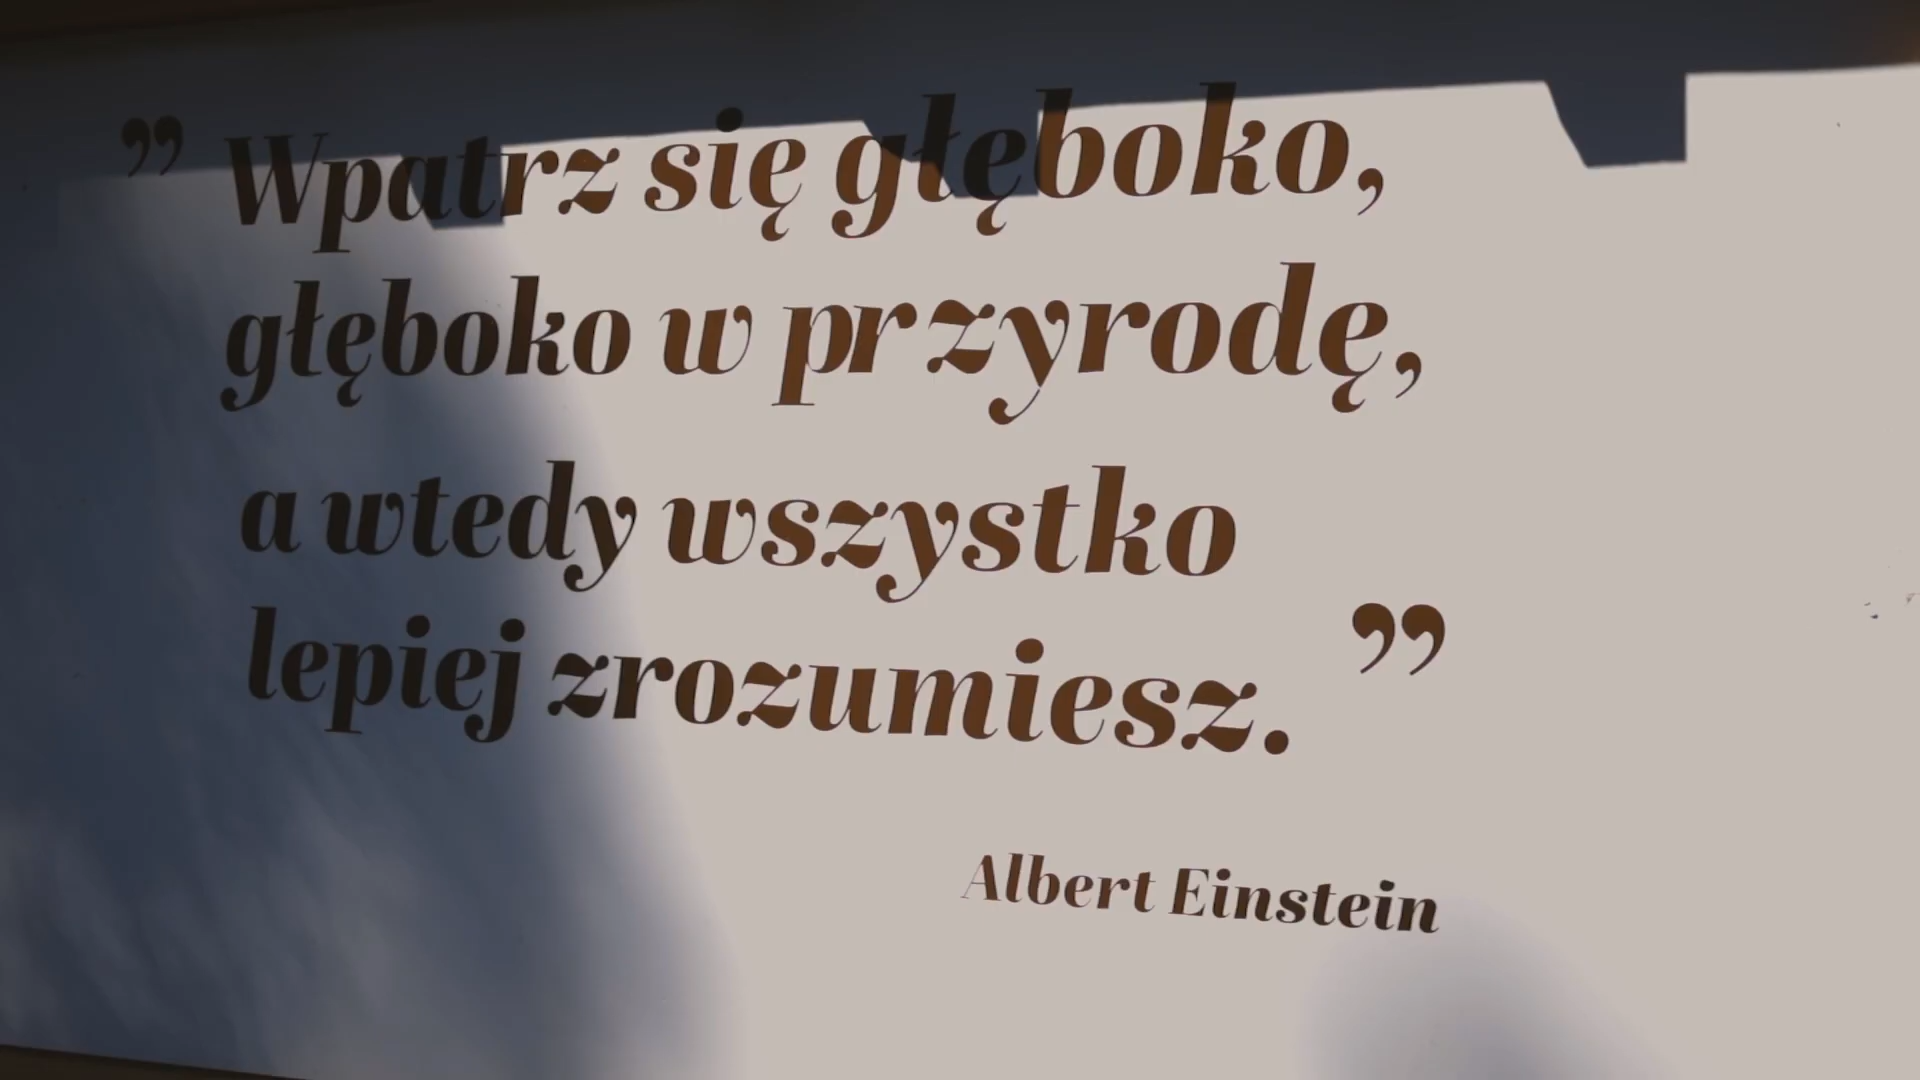 ”Wpatrz się głęboko,
głęboko w przyrodę,
a wtedy wszystko
lepiej zrozumiesz.”
Albert Einstein